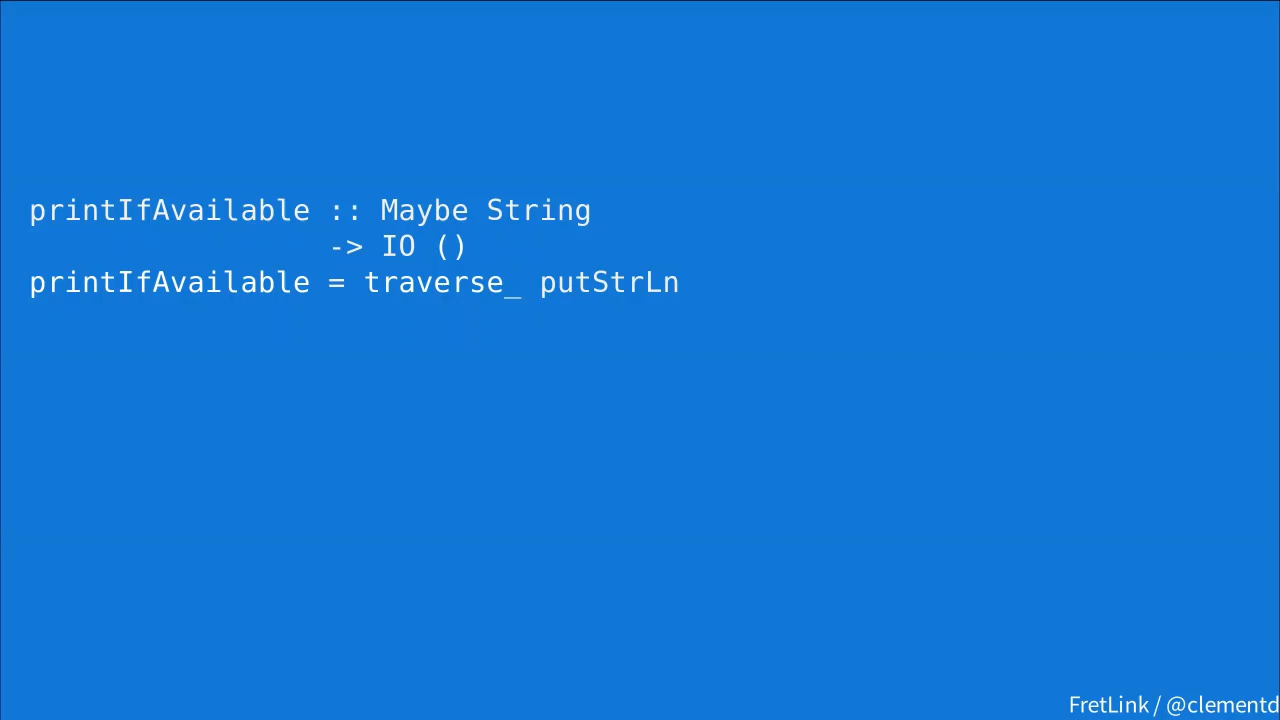 printIfAvailable :: Maybe String
                 -> IO ()
printIfAvailable = traverse_ putStrLn
FretLink / @clementd